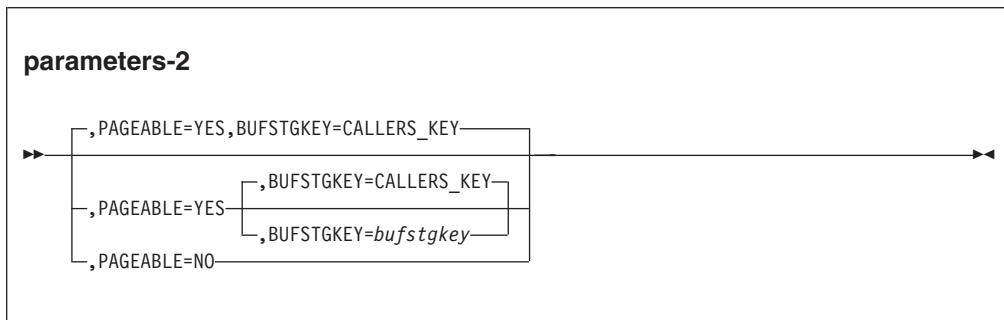 parameters-2
,PAGEABLE=YES,BUFSTGKEY=CALLERS_KEY
,BUFSTGKEY=CALLERS_KEY
,PAGEABLE=YES
,BUFSTGKEY=bufstgkey
,PAGEABLE=NO